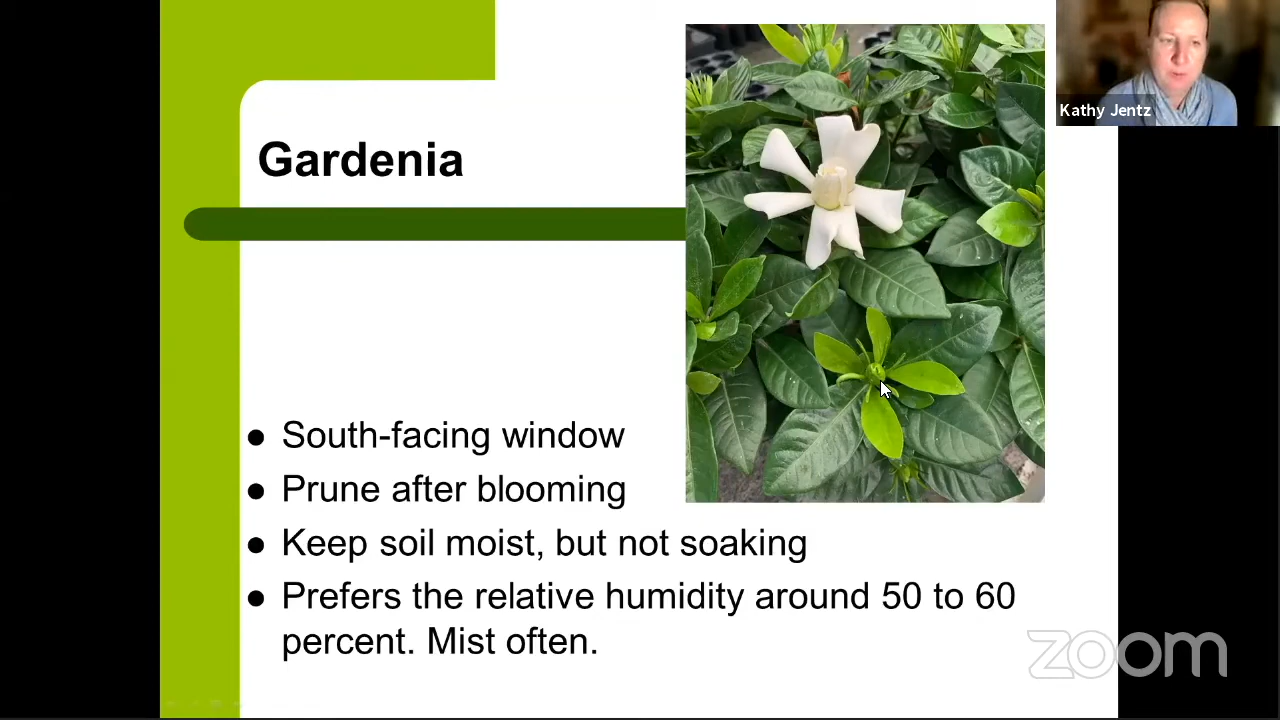 Kathy Jentz
Gardenia
● South-facing window
● Prune after blooming
● Keep soil moist, but not soaking
● Prefers the relative humidity around 50 to 60
percent. Mist often.
zoom